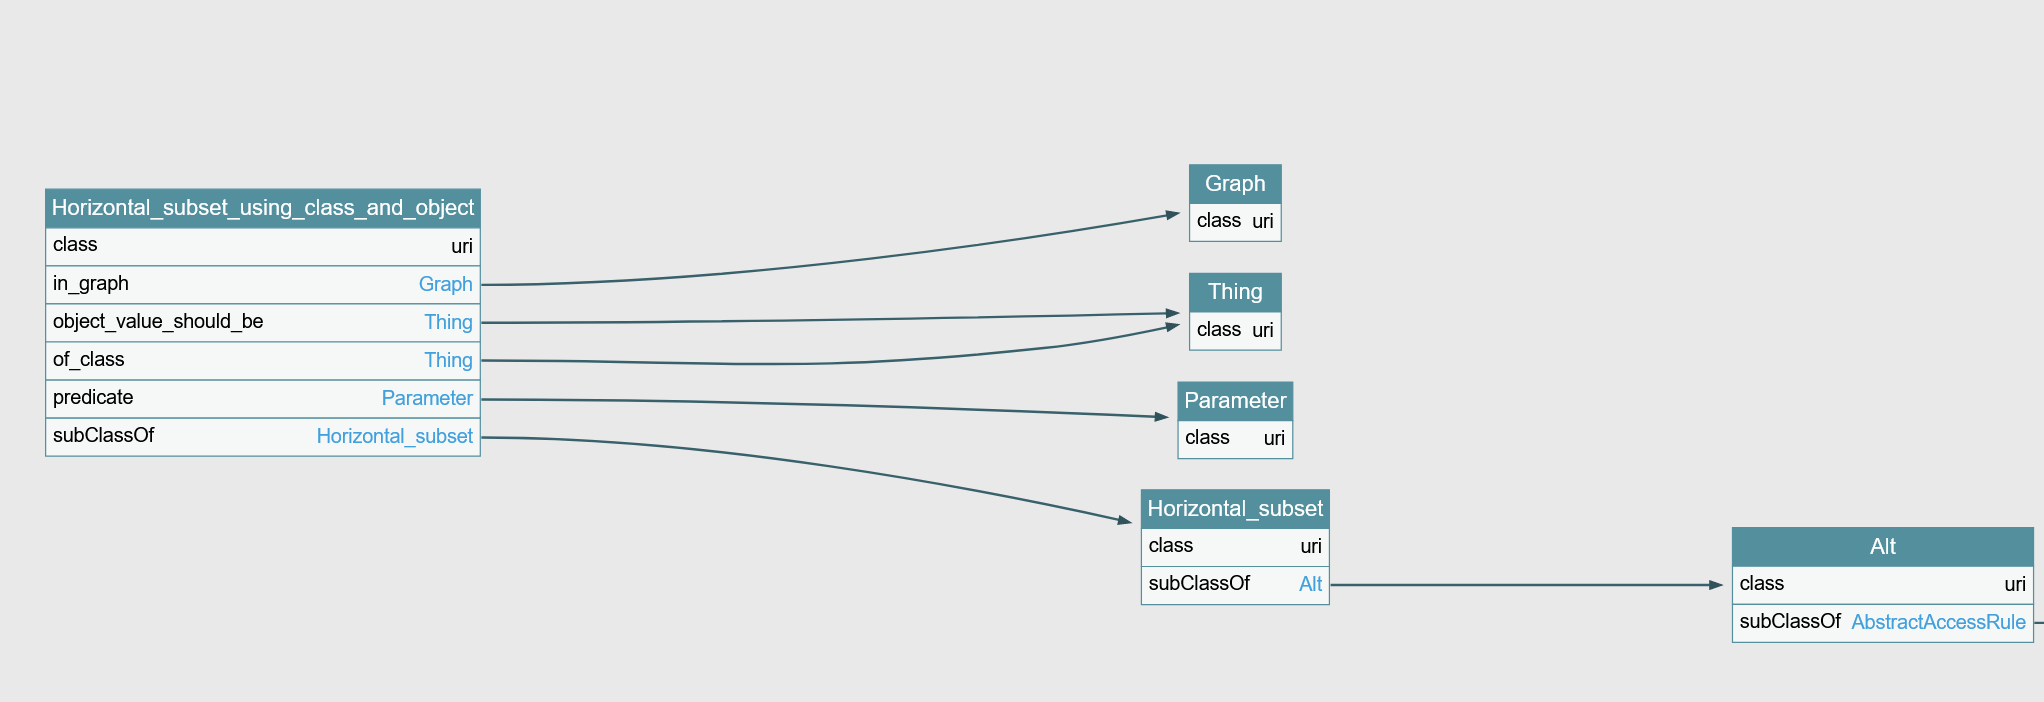 Horizontal_subset_using_class_and_object
class uri
in_graph Graph
object_value_should_be Thing
of_class Thing
predicate Parameter
subClassOf Horizontal_subset
Graph
class uri
Thing
class uri
Parameter
class uri
Horizontal_subset
class uri
subClassOf Alt
Alt
class uri
subClassOf AbstractAccessRule